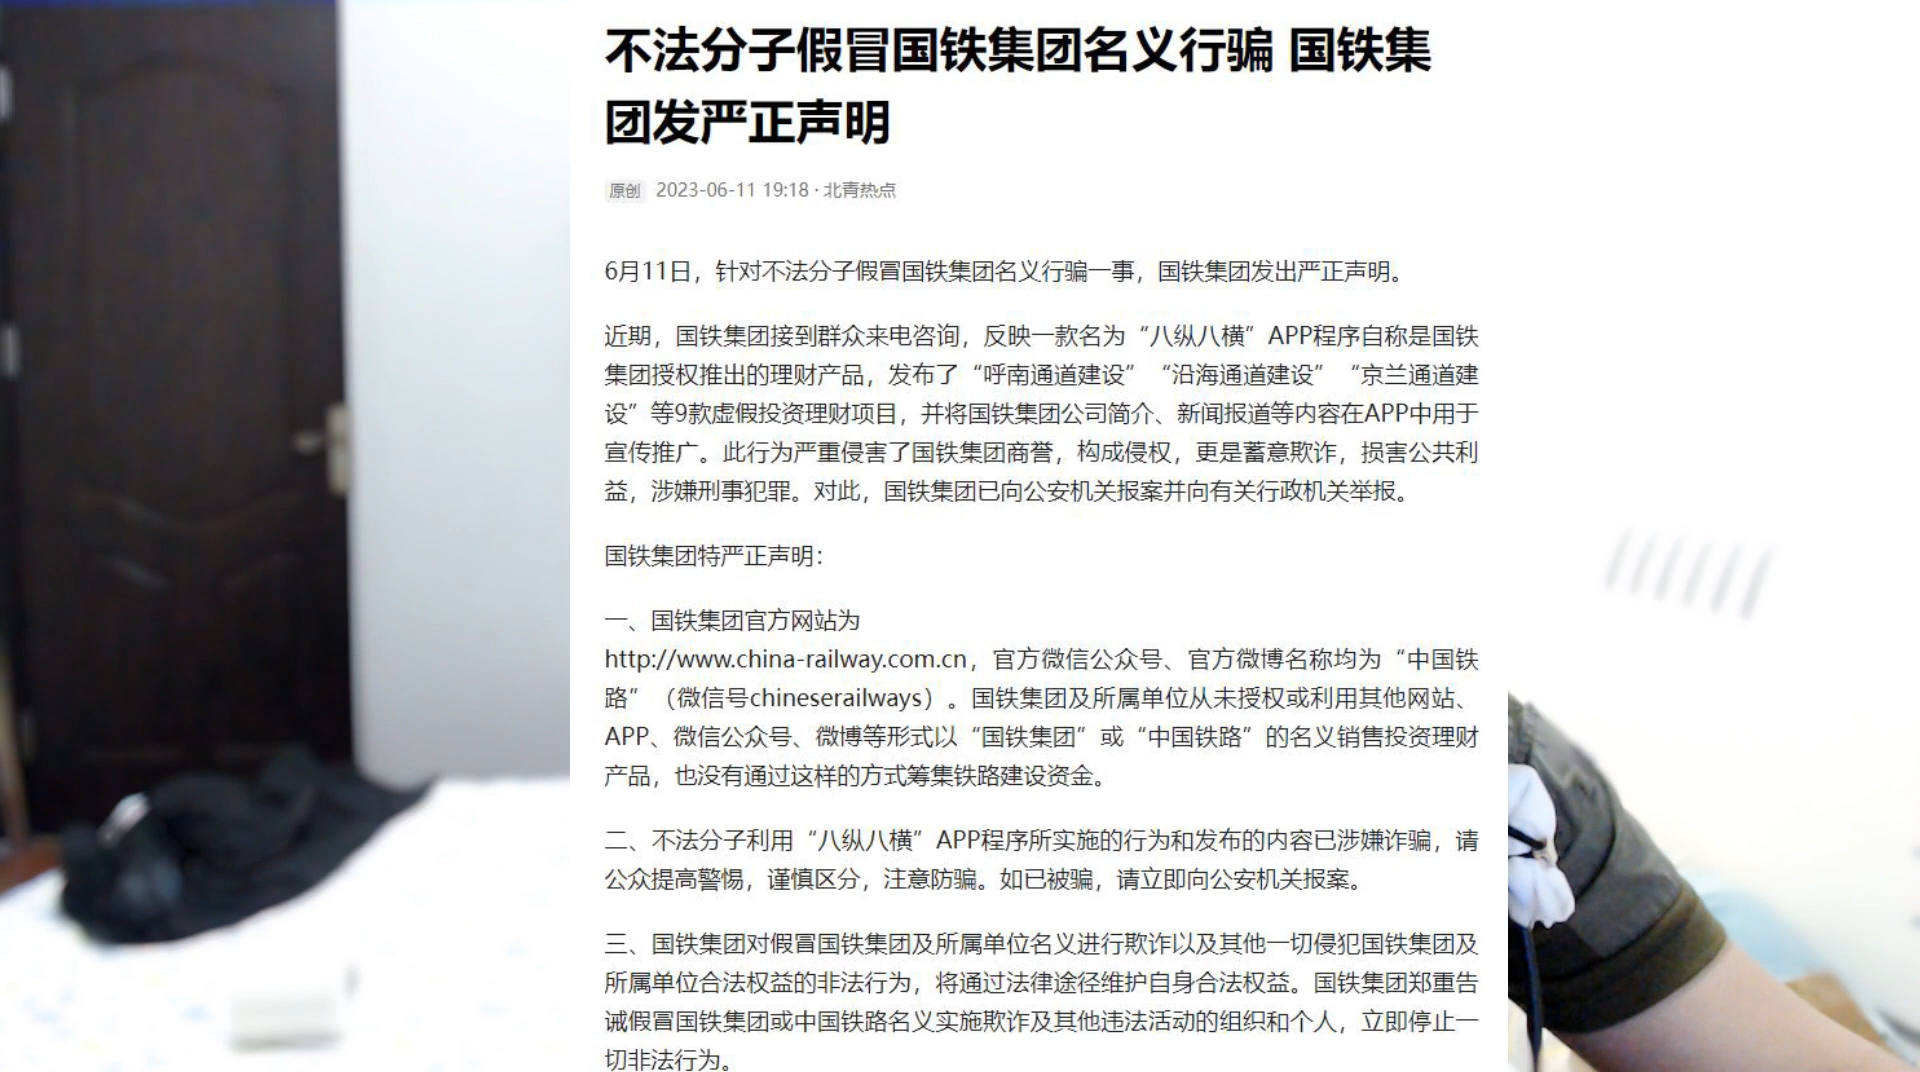 不法分子假冒国铁集团名义行骗 国铁集
团发严正声明
原创 2023-06-11 19:18 · 北青热点
6月11日，针对不法分子假冒国铁集团名义行骗一事，国铁集团发出严正声明。
近期，国铁集团接到群众来电咨询，反映一款名为“八纵八横”APP程序自称是国铁
集团授权推出的理财产品，发布了“呼南通道建设”“沿海通道建设”“京兰通道建
设”等9款虚假投资理财项目，并将国铁集团公司简介、新闻报道等内容在APP中用于
宣传推广。此行为严重侵害了国铁集团商誉，构成侵权，更是蓄意欺诈，损害公共利
益，涉嫌刑事犯罪。对此，国铁集团已向公安机关报案并向有关行政机关举报。
国铁集团特严正声明：
一、国铁集团官方网站为
http://www.china-railway.com.cn，官方微信公众号、官方微博名称均为“中国铁
路”（微信号chineserailways）。国铁集团及所属单位从未授权或利用其他网站、
APP、微信公众号、微博等形式以“国铁集团”或“中国铁路”的名义销售投资理财
产品，也没有通过这样的方式筹集铁路建设资金。
二、不法分子利用“八纵八横”APP程序所实施的行为和发布的内容已涉嫌诈骗，请
公众提高警惕，谨慎区分，注意防骗。如已被骗，请立即向公安机关报案。
三、国铁集团对假冒国铁集团及所属单位名义进行欺诈以及其他一切侵犯国铁集团及
所属单位合法权益的非法行为，将通过法律途径维护自身合法权益。国铁集团郑重告
诫假冒国铁集团或中国铁路名义实施欺诈及其他违法活动的组织和个人，立即停止一
切非法行为。